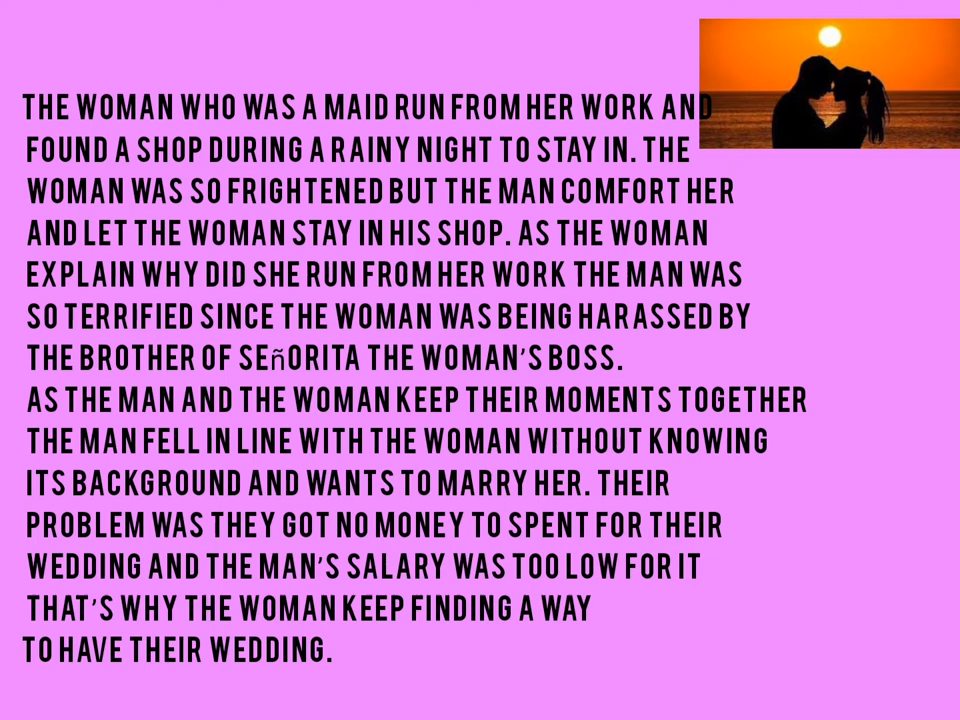 THE WOMAN WHO WAS A MAID RUN FROM HER WORK AND
FOUND A SHOP DURING A RAINY NIGHT TO STAY IN. THE
WOMAN WAS SO FRIGHTENED BUT THE MAN COMFORT HER
AND LET THE WOMAN STAY IN HIS SHOP. AS THE WOMAN
EXPLAIN WHY DID SHE RUN FROM HER WORK THE MAN WAS
SO TERRIFIED SINCE THE WOMAN WAS BEING HARASSED BY
THE BROTHER OF SEñORITA THE WOMAN'S BOSS.
AS THE MAN AND THE WOMAN KEEP THEIR MOMENTS TOGETHER
THE MAN FELL IN LINE WITH THE WOMAN WITHOUT KNOWING
ITS BACKGROUND AND WANTS TO MARRY HER. THEIR
PROBLEM WAS THEY GOT NO MONEY TO SPENT FOR THEIR
WEDDING AND THE MAN'S SALARY WAS TOO LOW FOR IT
THAT'S WHY THE WOMAN KEEP FINDING A WAY
TO HAVE THEIR WEDDING.